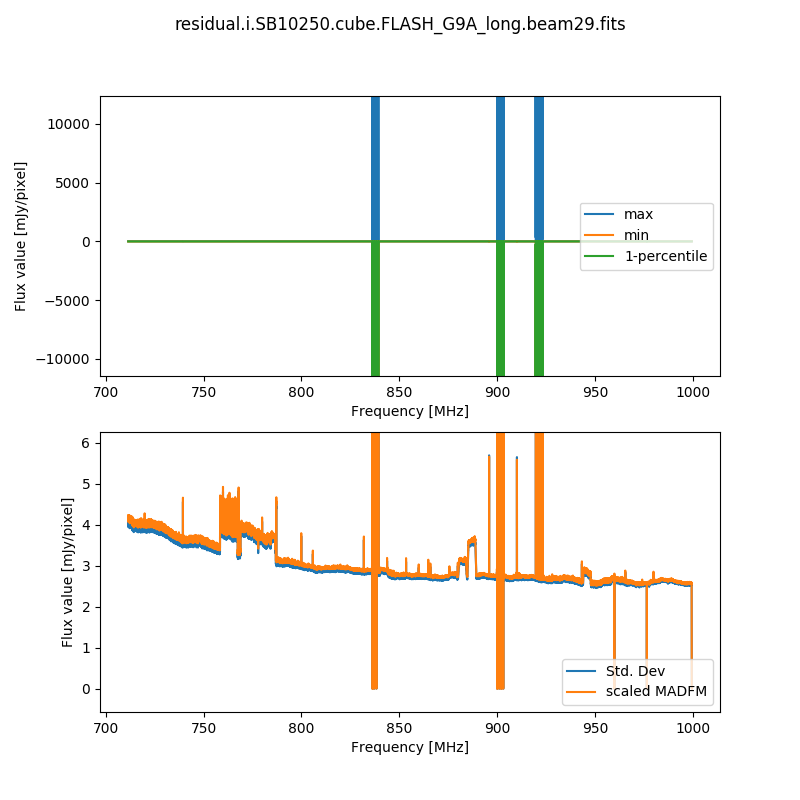 residual.i.SB10250.cube.FLASH_G9A_long.beam29.fits
Flux value [mJy/pixel]
10000
5000
0
−5000
−10000
max
min
1-percentile
700 750 800 850 900 950 1000
Frequency [MHz]
Flux value [mJy/pixel]
6
5
4
3
2
1
0
Std. Dev
scaled MADFM
700 750 800 850 900 950 1000
Frequency [MHz]